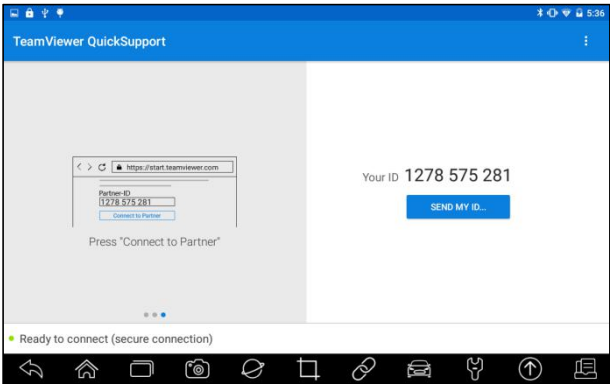 5:36
TeamViewer QuickSupport
https://start.teamviewer.com
Partner-ID
1278 575 281
Connect to Partner
Press "Connect to Partner"
Your ID 1278 575 281
SEND MY ID...
Ready to connect (secure connection)